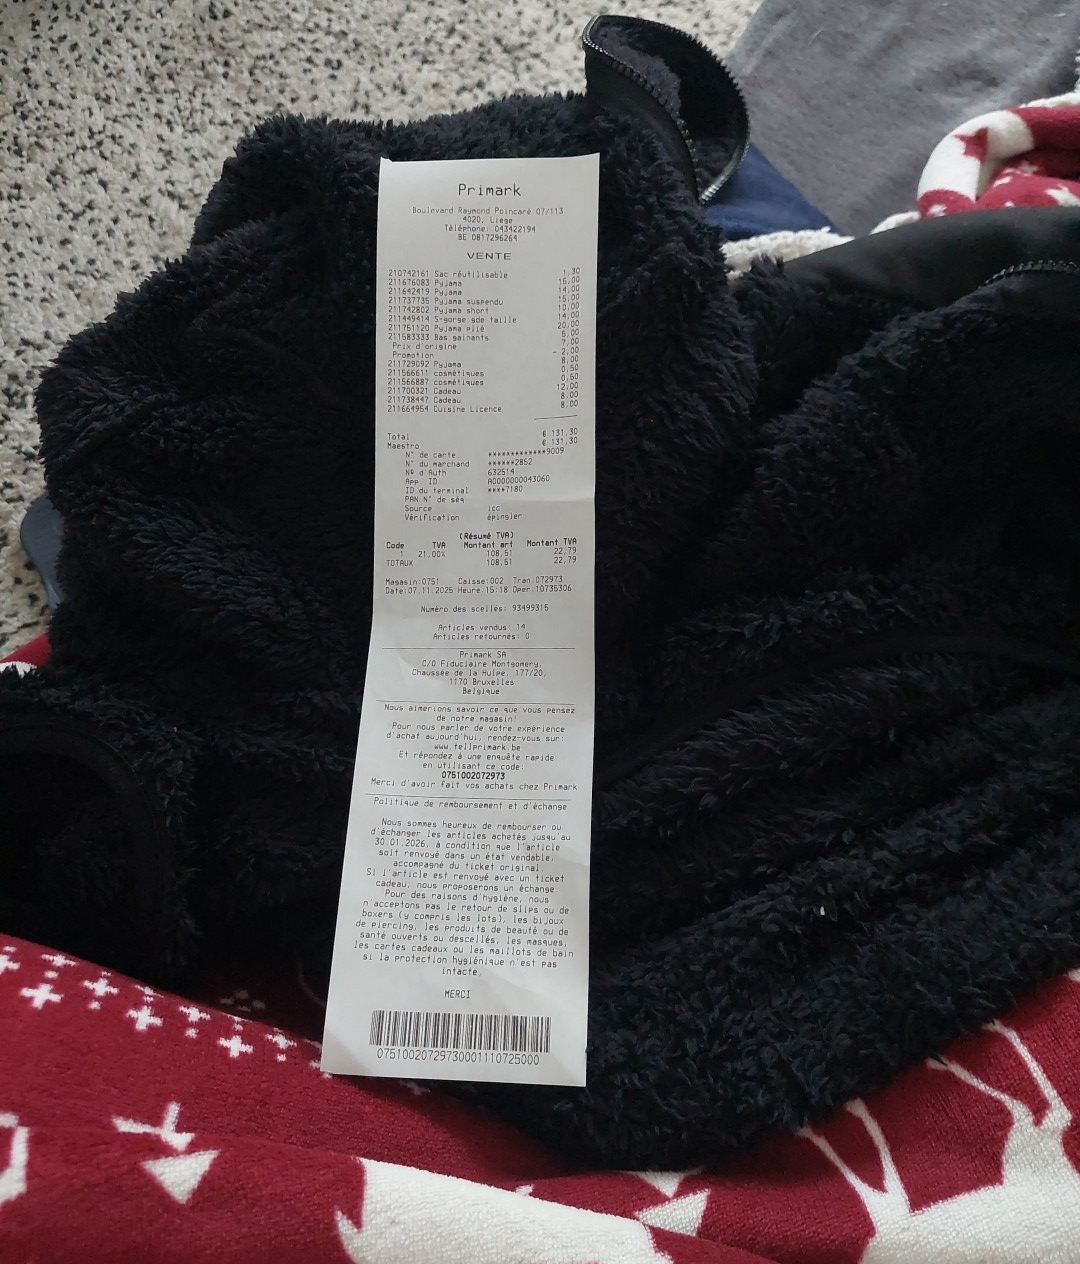 Primark
Boulevard Raymond Poincaré 07/113
4020, Liege
Téléphone: 043422194
BE 0817296264
VENTE
210742161 Sac réutilisable 1,30
211676083 Pyjama 15,00
211642419 Pyjama 14,00
211737735 Pyjama suspendu 15,00
211742802 Pyjama short 10,00
211449414 S-gorge gde taille 14,00
211751120 Pyjama plié 20,00
211583333 Bas gainants 5,00
Prix d'origine 7,00
Promotion - 2,00
211729092 Pyjama 8,00
211566611 cosmétiques 0,50
211566887 cosmétiques 0,50
211700321 Cadeau 12,00
211738447 Cadeau 8,00
211664954 Cuisine Licence 8,00
Total € 131,30
Maestro € 131,30
N° de carte. *************9009
N° du marchand ******2852
Nº d'Auth 632514
App. ID A0000000043060
ID du terminal ****7180
PAN N° de séq
Source icc
Vérification épingler
(Résumé TVA)
Code TVA Montant art Montant TVA
1 21.00% 108,51 22,79
TOTAUX 108,51 22,79
Magasin:0751 Caisse:002 Tran:072973
Date:07.11.2025 Heure:15:18 Oper:10735306
Numéro des scellés: 93499315
Articles vendus: 14
Articles retournés: 0
Primark SA
C/O Fiduciaire Montgomery,
Chaussée de la Hulpe, 177/20,
1170 Bruxelles
Belgique
Nous aimerions savoir ce que vous pensez
de notre magasin!
Pour nous parler de votre expérience
d'achat aujourd'hui, rendez-vous sur:
www.tellprimark.be
Et répondez à une enquête rapide
en utilisant ce code:
0751002072973
Merci d'avoir fait vos achats chez Primark
Politique de remboursement et d'échange
Nous sommes heureux de rembourser ou
d'échanger les articles achetés jusqu'au
30.01.2026, à condition que l'article
soit renvoyé dans un état vendable,
accompagné du ticket original.
Si l'article est renvoyé avec un ticket
cadeau, nous proposerons un échange
Pour des raisons d'hygiène, nous
n'acceptons pas le retour de slips ou de
boxers (y compris les lots), les bijoux
de piercing, les produits de beauté ou de
santé ouverts ou descellés, les masques,
les cartes cadeaux ou les maillots de bain
si la protection hygiénique n'est pas
intacte.
MERCI
07510020729730001110725000